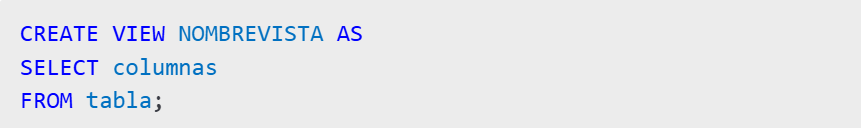 CREATE VIEW NOMBREVISTA AS
SELECT columnas
FROM tabla;